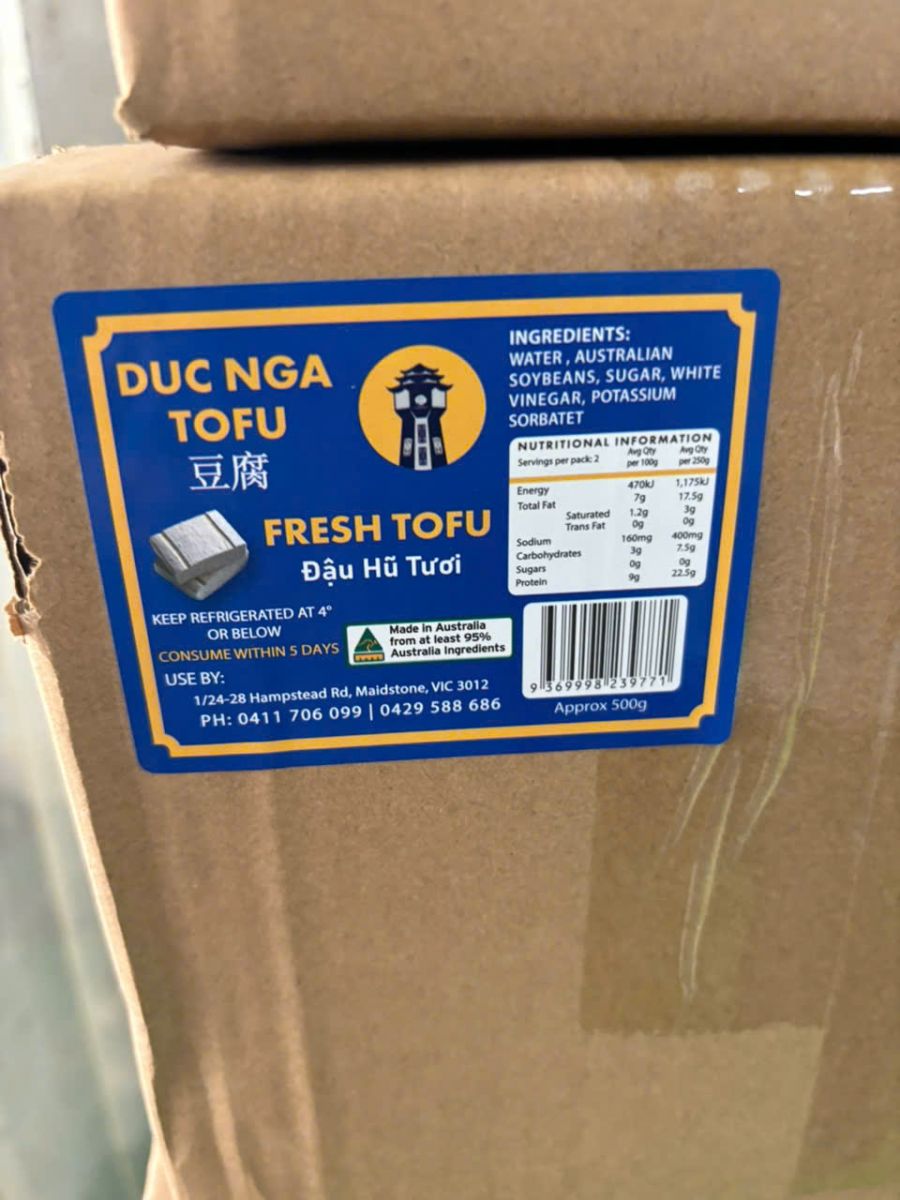 DUC NGA
TOFU
豆腐
FRESH TOFU
Đậu Hũ Tươi
KEEP REFRIGERATED AT 4°
OR BELOW
CONSUME WITHIN 5 DAYS
Made in Australia
from at least 95%
Australia Ingredients
USE BY:
1/24-28 Hampstead Rd, Maidstone, VIC 3012
PH: 0411 706 099 | 0429 588 686
INGREDIENTS:
WATER , AUSTRALIAN
SOYBEANS, SUGAR, WHITE
VINEGAR, POTASSIUM
SORBATET
NUTRITIONAL INFORMATION
Servings per pack: 2 Avg Qty per 100g Avg Qty per 250g
Energy 470kJ 1,175kJ
Total Fat 7g 17.5g
Saturated 1.2g 3g
Trans Fat 0g 0g
Sodium 160mg 400mg
Carbohydrates 3g 7.5g
Sugars 0g 0g
Protein 9g 22.5g
9 369998 239771
Approx 500g